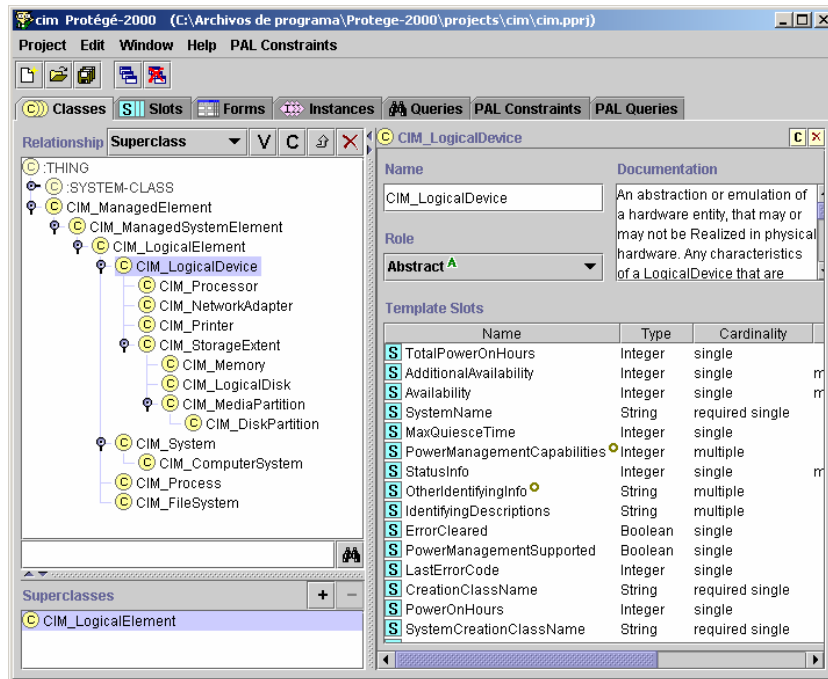 cim Protégé-2000 (C:\Archivos de programa\Protege-2000\projects\cim\cim.pprj)
Project Edit Window Help PAL Constraints
C Classes S Slots Forms Instances Queries PAL Constraints PAL Queries
Relationship Superclass V C
C :THING
C :SYSTEM-CLASS
C CIM_ManagedElement
C CIM_ManagedSystemElement
C CIM_LogicalElement
C CIM_LogicalDevice
C CIM_Processor
C CIM_NetworkAdapter
C CIM_Printer
C CIM_StorageExtent
C CIM_Memory
C CIM_LogicalDisk
C CIM_MediaPartition
C CIM_DiskPartition
C CIM_System
C CIM_ComputerSystem
C CIM_Process
C CIM_FileSystem
Superclasses + -
C CIM_LogicalElement
C CIM_LogicalDevice C
Name
CIM_LogicalDevice
Role
Abstract A
Documentation
An abstraction or emulation of
a hardware entity, that may or
may not be Realized in physical
hardware. Any characteristics
of a LogicalDevice that are
Template Slots
Name Type Cardinality
S TotalPowerOnHours Integer single
S AdditionalAvailability Integer single m
S Availability Integer single m
S SystemName String required single
S MaxQuiesceTime Integer single
S PowerManagementCapabilities Integer multiple
S StatusInfo Integer single m
S OtherIdentifyingInfo String multiple
S IdentifyingDescriptions String multiple
S ErrorCleared Boolean single
S PowerManagementSupported Boolean single
S LastErrorCode Integer single
S CreationClassName String required single
S PowerOnHours Integer single
S SystemCreationClassName String required single